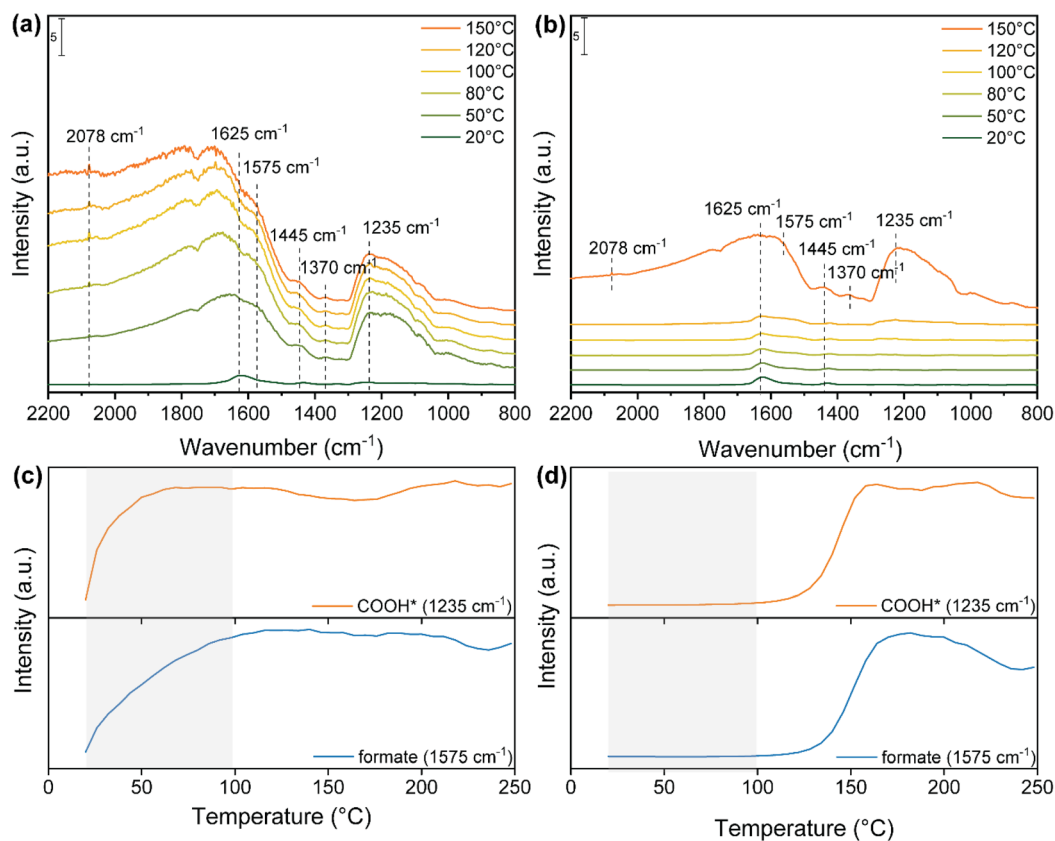 (a)
5
150°C
120°C
100°C
80°C
50°C
20°C
2078 cm⁻¹
1625 cm⁻¹
1575 cm⁻¹
1445 cm⁻¹
1370 cm⁻¹
1235 cm⁻¹
Intensity (a.u.)
2200 2000 1800 1600 1400 1200 1000 800
Wavenumber (cm⁻¹)
(b)
5
150°C
120°C
100°C
80°C
50°C
20°C
2078 cm⁻¹
1625 cm⁻¹
1575 cm⁻¹
1445 cm⁻¹
1370 cm⁻¹
1235 cm⁻¹
Intensity (a.u.)
2200 2000 1800 1600 1400 1200 1000 800
Wavenumber (cm⁻¹)
(c)
COOH* (1235 cm⁻¹)
formate (1575 cm⁻¹)
Intensity (a.u.)
0 50 100 150 200 250
Temperature (°C)
(d)
COOH* (1235 cm⁻¹)
formate (1575 cm⁻¹)
Intensity (a.u.)
0 50 100 150 200 250
Temperature (°C)